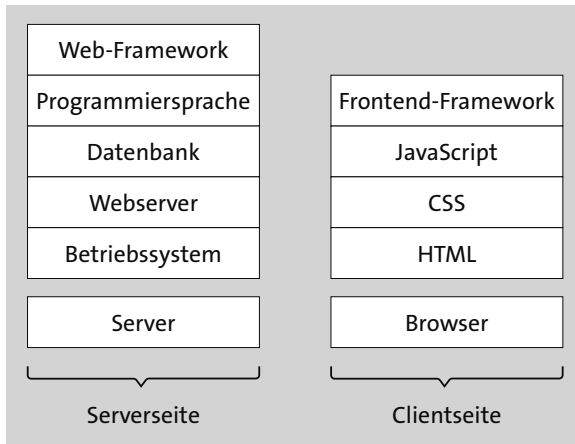 Web-Framework
Programmiersprache
Datenbank
Webserver
Betriebssystem
Server
Serverseite
Frontend-Framework
JavaScript
CSS
HTML
Browser
Clientseite